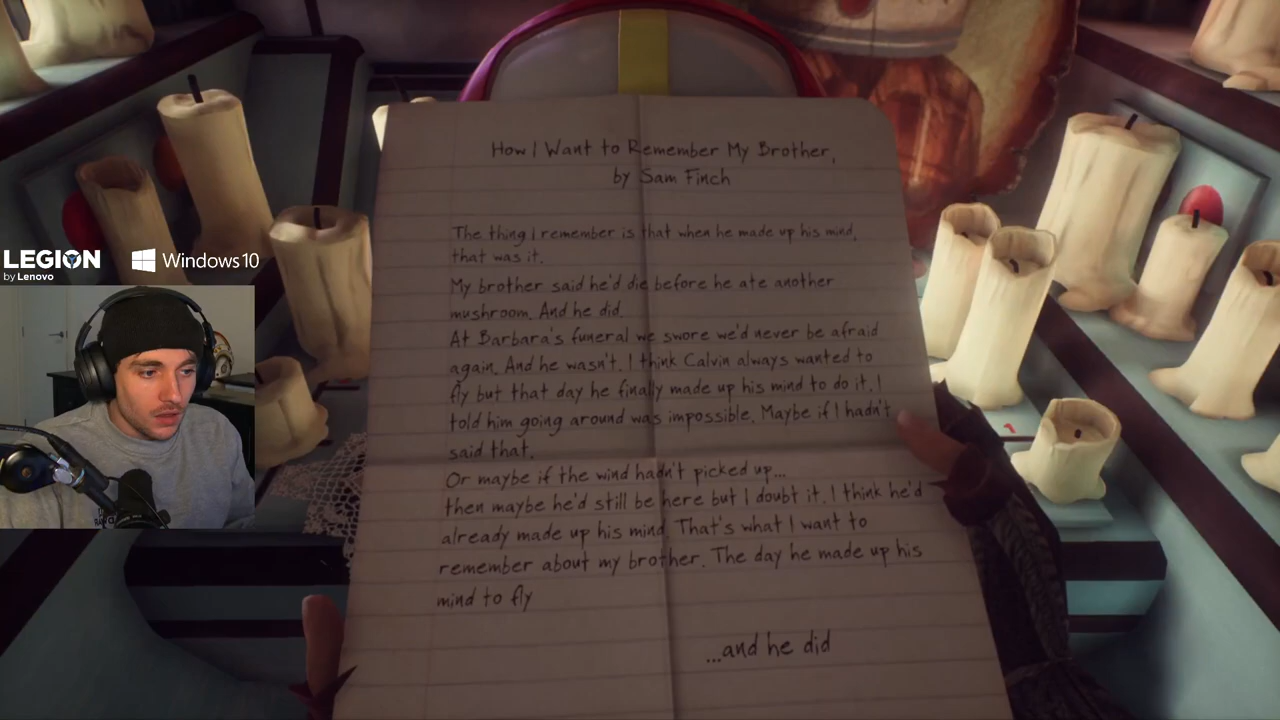 How I Want to Remember My Brother,
by Sam Finch
The thing I remember is that when he made up his mind,
that was it.
My brother said he'd die before he ate another
mushroom. And he did.
At Barbara's funeral we swore we'd never be afraid
again. And he wasn't. I think Calvin always wanted to
fly but that day he finally made up his mind to do it. I
told him going around was impossible. Maybe if I hadn't
said that.
Or maybe if the wind hadn't picked up...
then maybe he'd still be here but I doubt it. I think he'd
already made up his mind. That's what I want to
remember about my brother. The day he made up his
mind to fly
...and he did
LEGION
by Lenovo
Windows 10